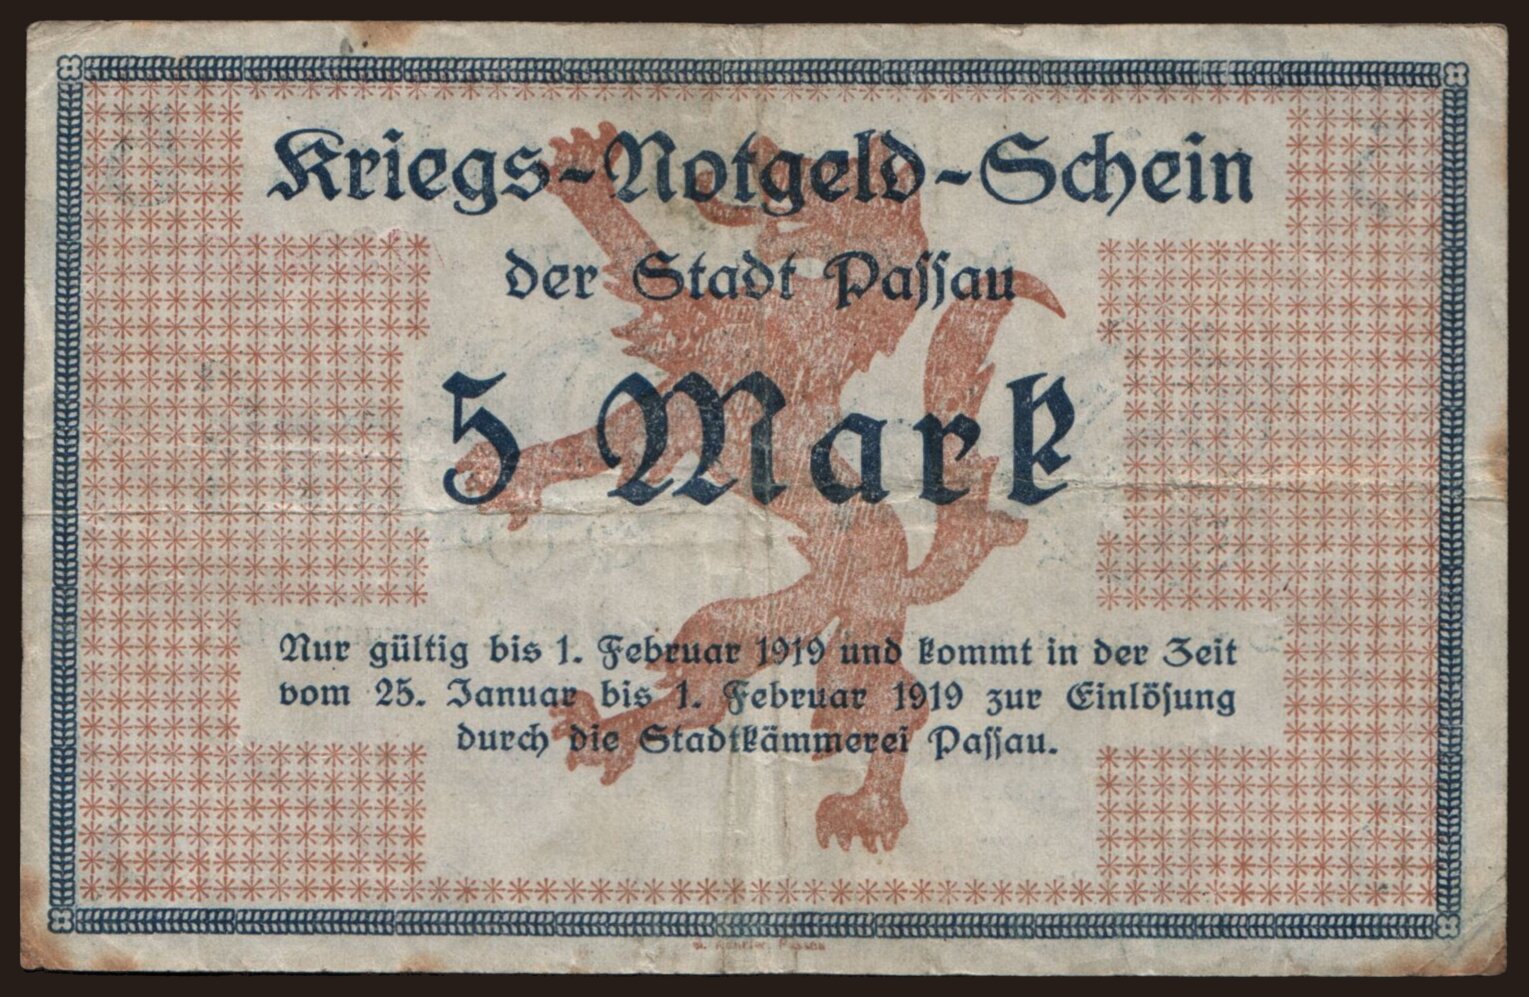 Kriegs-Notgeld-Schein
der Stadt Passau
5 Mark
Nur gültig bis 1. Februar 1919 und kommt in der Zeit
vom 25. Januar bis 1. Februar 1919 zur Einlösung
durch die Stadtkämmerei Passau.
Passau